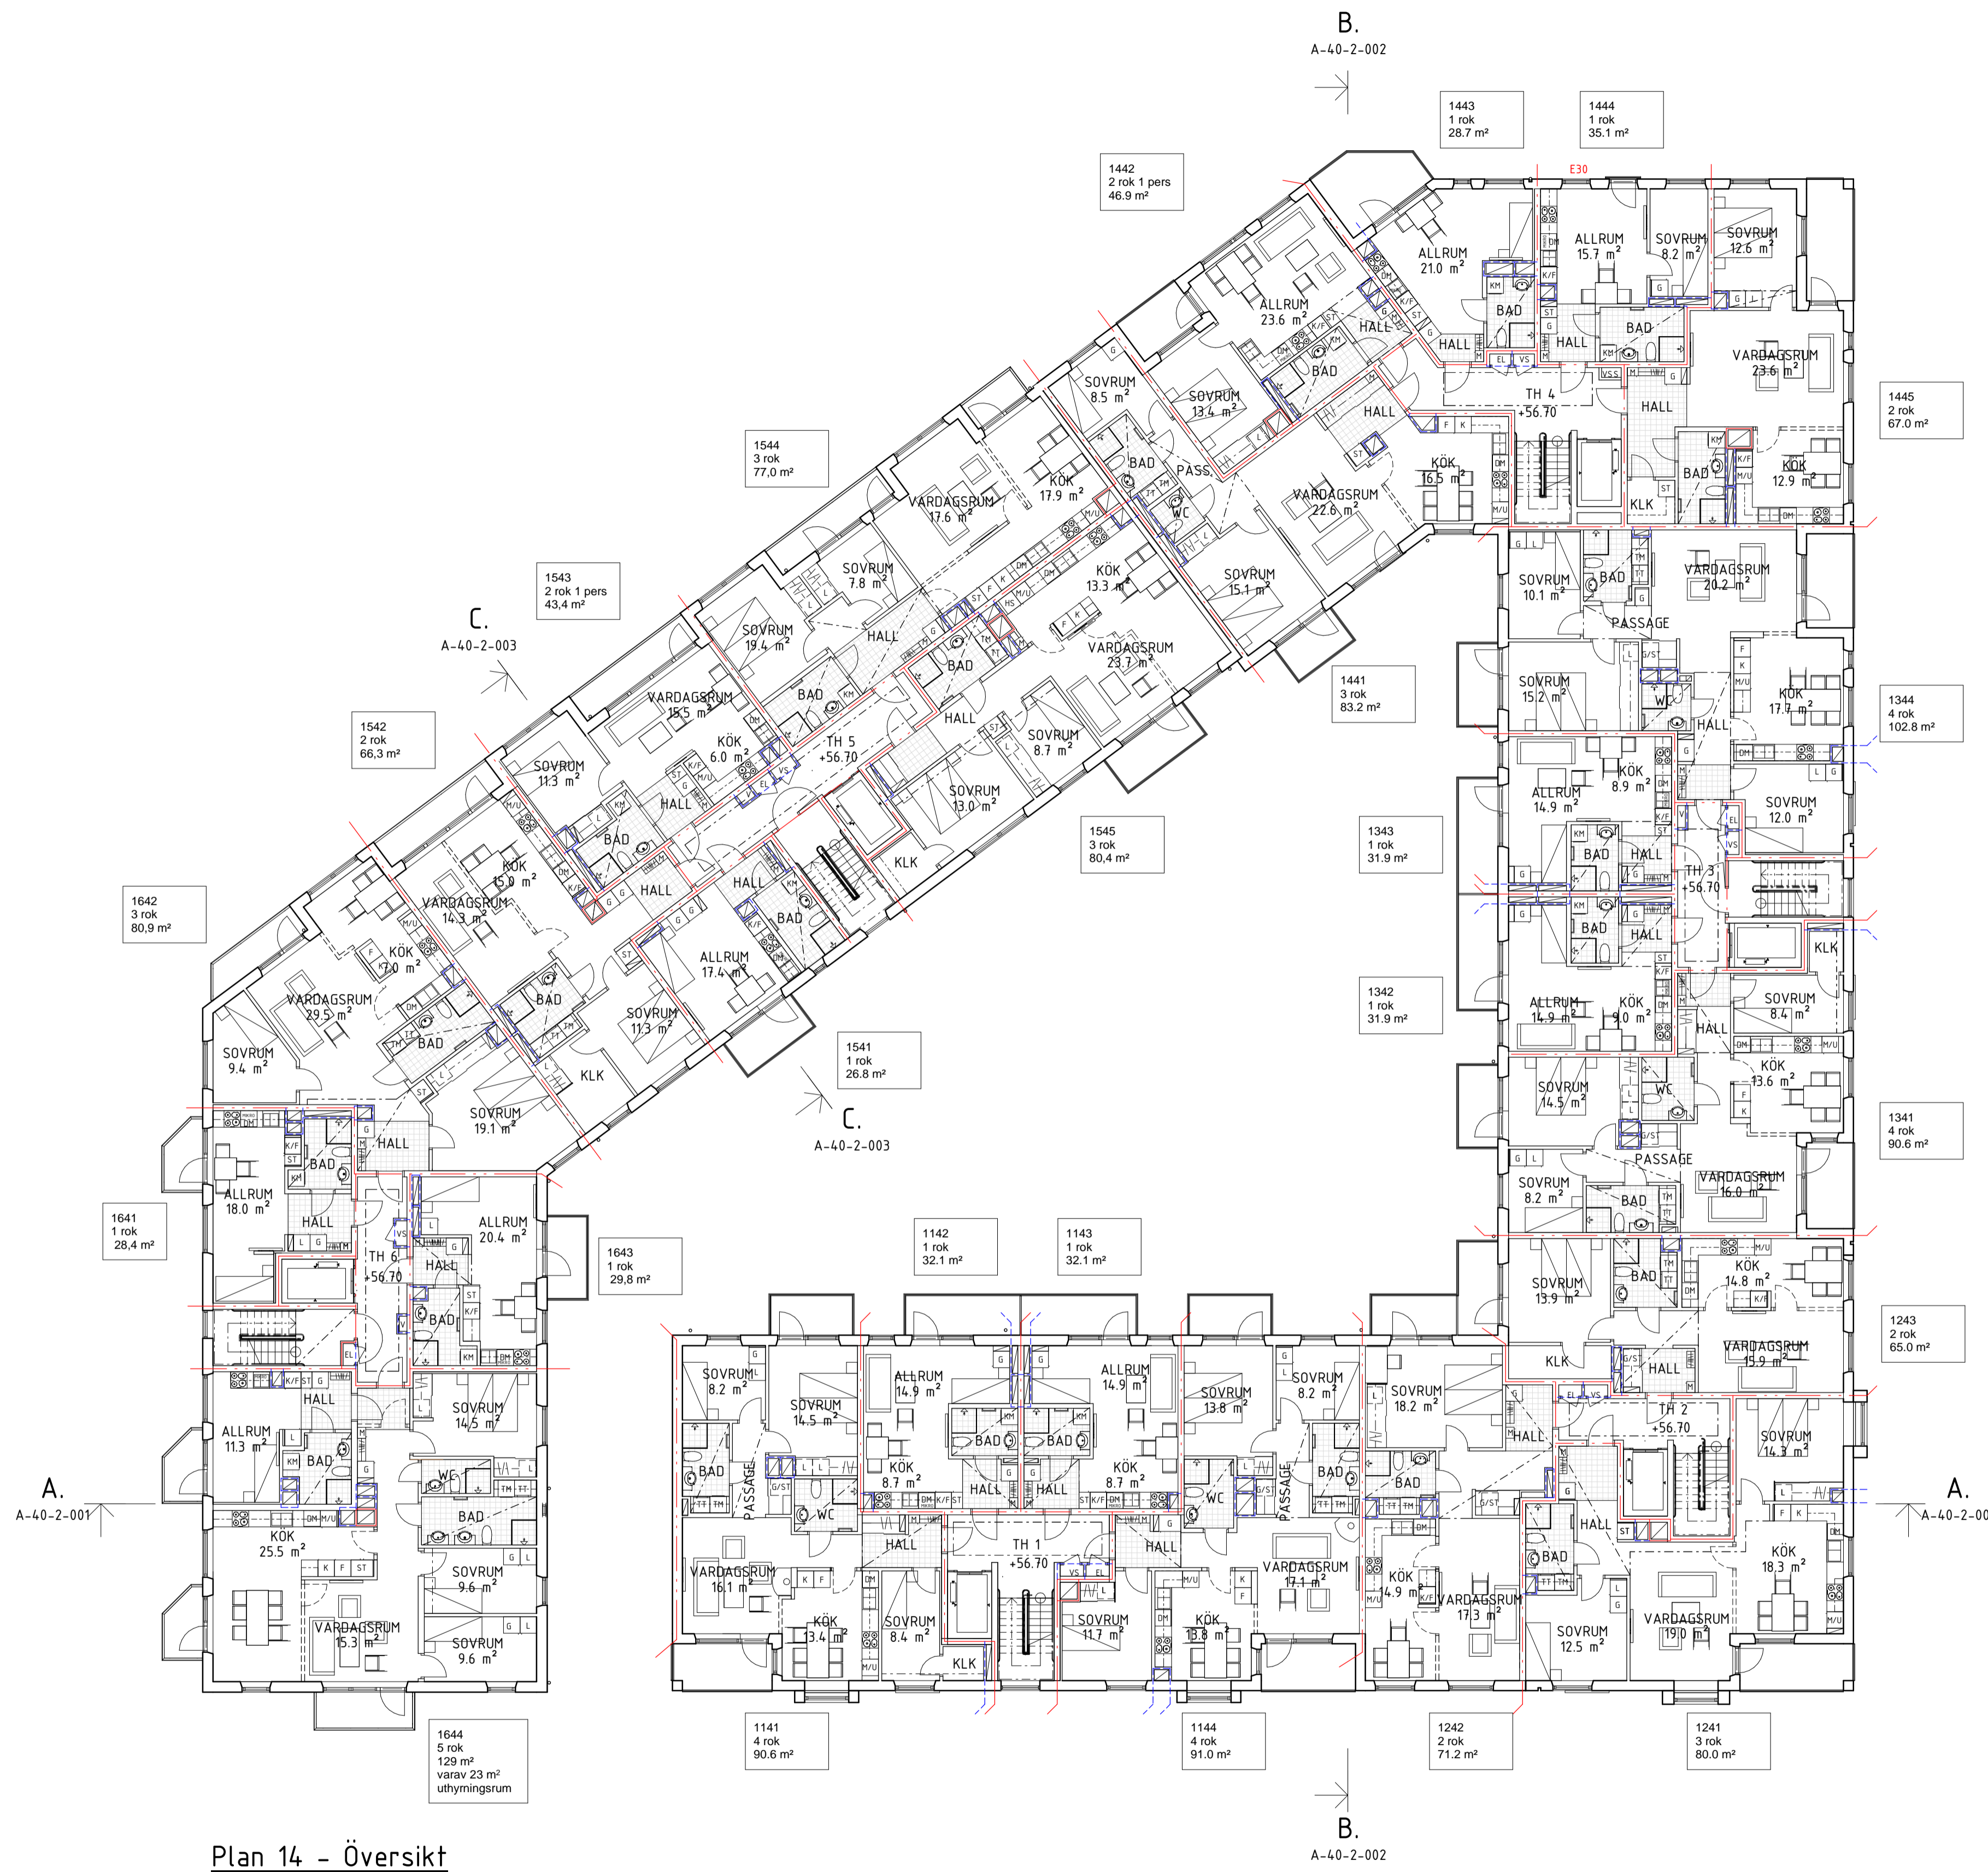 B.
A-40-2-002
1443
1 rok
28.7 m²
1444
1 rok
35.1 m²
1442
2 rok 1 pers
46.9 m²
E30
ALLRUM
21.0 m²
ALLRUM
15.7 m²
SOVRUM
8.2 m²
SOVRUM
12.6 m²
BAD
HALL
HALL
BAD
ALLRUM
23.6 m²
HALL
BAD
SOVRUM
13.4 m²
VARDAGSRUM
23.6 m²
TH 4
+56.70
HALL
BAD
KLK
KÖK
12.9 m²
1445
2 rok
67.0 m²
1544
3 rok
77,0 m²
SOVRUM
8.5 m²
BAD
PASS.
WC
HALL
KÖK
16.5 m²
VARDAGSRUM
22.6 m²
SOVRUM
15.1 m²
1441
3 rok
83.2 m²
VARDAGSRUM
17.6 m²
KÖK
17.9 m²
SOVRUM
7.8 m²
SOVRUM
19.4 m²
HALL
BAD
1543
2 rok 1 pers
43,4 m²
C.
A-40-2-003
KÖK
13.3 m²
VARDAGSRUM
23.7 m²
BAD
HALL
SOVRUM
8.7 m²
SOVRUM
13.0 m²
KLK
1545
3 rok
80,4 m²
VARDAGSRUM
15.5 m²
KÖK
6.0 m²
SOVRUM
11.3 m²
BAD
HALL
TH 5
+56.70
1542
2 rok
66,3 m²
KÖK
15.0 m²
VARDAGSRUM
14.3 m²
HALL
BAD
SOVRUM
11.3 m²
KLK
HALL
BAD
ALLRUM
17.4 m²
1541
1 rok
26.8 m²
C.
A-40-2-003
1642
3 rok
80,9 m²
KÖK
7.0 m²
VARDAGSRUM
29.5 m²
SOVRUM
9.4 m²
BAD
SOVRUM
19.1 m²
HALL
SOVRUM
10.1 m²
BAD
VARDAGSRUM
20.2 m²
PASSAGE
SOVRUM
15.2 m²
WC
HALL
KÖK
17.7 m²
SOVRUM
12.0 m²
1344
4 rok
102.8 m²
ALLRUM
14.9 m²
KÖK
8.9 m²
BAD
HALL
1343
1 rok
31.9 m²
TH 3
+56.70
BAD
HALL
ALLRUM
14.9 m²
KÖK
9.0 m²
1342
1 rok
31.9 m²
KLK
SOVRUM
8.4 m²
HALL
KÖK
13.6 m²
SOVRUM
14.5 m²
WC
PASSAGE
SOVRUM
8.2 m²
BAD
VARDAGSRUM
16.0 m²
1341
4 rok
90.6 m²
SOVRUM
13.9 m²
BAD
KÖK
14.8 m²
VARDAGSRUM
15.9 m²
KLK
HALL
1243
2 rok
65.0 m²
BAD
ALLRUM
18.0 m²
HALL
1641
1 rok
28,4 m²
TH 6
+56.70
ALLRUM
20.4 m²
HALL
BAD
1643
1 rok
29,8 m²
HALL
ALLRUM
11.3 m²
BAD
SOVRUM
14.5 m²
WC
BAD
KÖK
25.5 m²
SOVRUM
9.6 m²
VARDAGSRUM
15.3 m²
SOVRUM
9.6 m²
A.
A-40-2-001
1644
5 rok
129 m²
varav 23 m²
uthyrningsrum
1142
1 rok
32.1 m²
1143
1 rok
32.1 m²
SOVRUM
8.2 m²
SOVRUM
14.5 m²
ALLRUM
14.9 m²
ALLRUM
14.9 m²
SOVRUM
13.8 m²
SOVRUM
8.2 m²
BAD
PASSAGE
WC
KÖK
8.7 m²
BAD
HALL
BAD
HALL
KÖK
8.7 m²
WC
PASSAGE
BAD
VARDAGSRUM
16.1 m²
HALL
KÖK
13.4 m²
SOVRUM
8.4 m²
KLK
TH 1
+56.70
HALL
SOVRUM
11.7 m²
KÖK
13.8 m²
VARDAGSRUM
17.1 m²
SOVRUM
18.2 m²
HALL
BAD
KÖK
14.9 m²
VARDAGSRUM
17.3 m²
TH 2
+56.70
SOVRUM
14.3 m²
HALL
BAD
SOVRUM
12.5 m²
VARDAGSRUM
19.0 m²
KÖK
18.3 m²
A.
A-40-2-00
1141
4 rok
90.6 m²
1144
4 rok
91.0 m²
1242
2 rok
71.2 m²
1241
3 rok
80.0 m²
B.
A-40-2-002
Plan 14 - Översikt